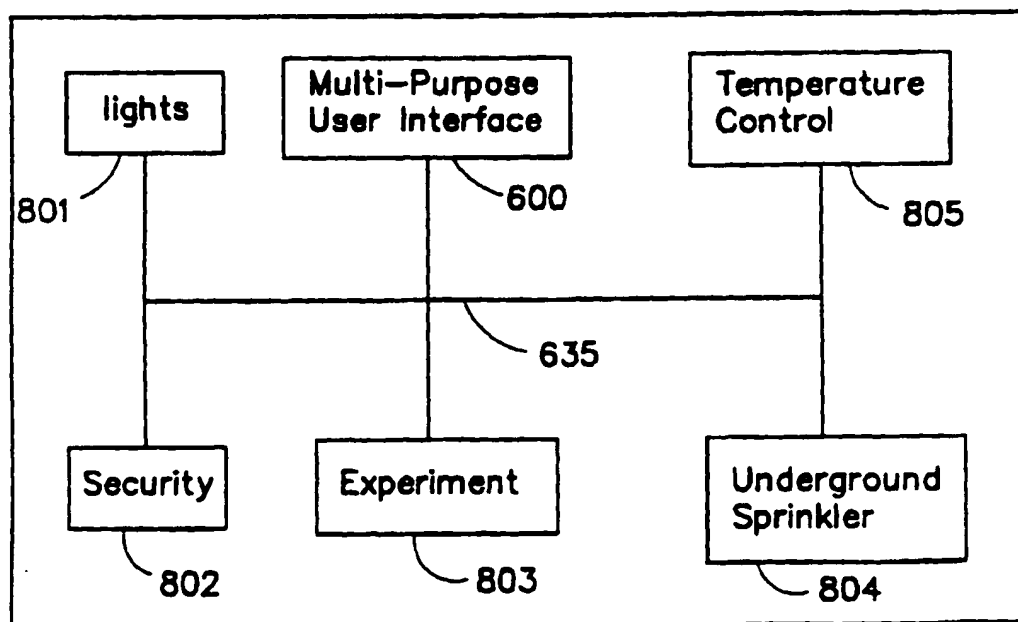 lights
Multi-Purpose
User Interface
Temperature
Control
801
600
805
635
Security
Experiment
Underground
Sprinkler
802
803
804